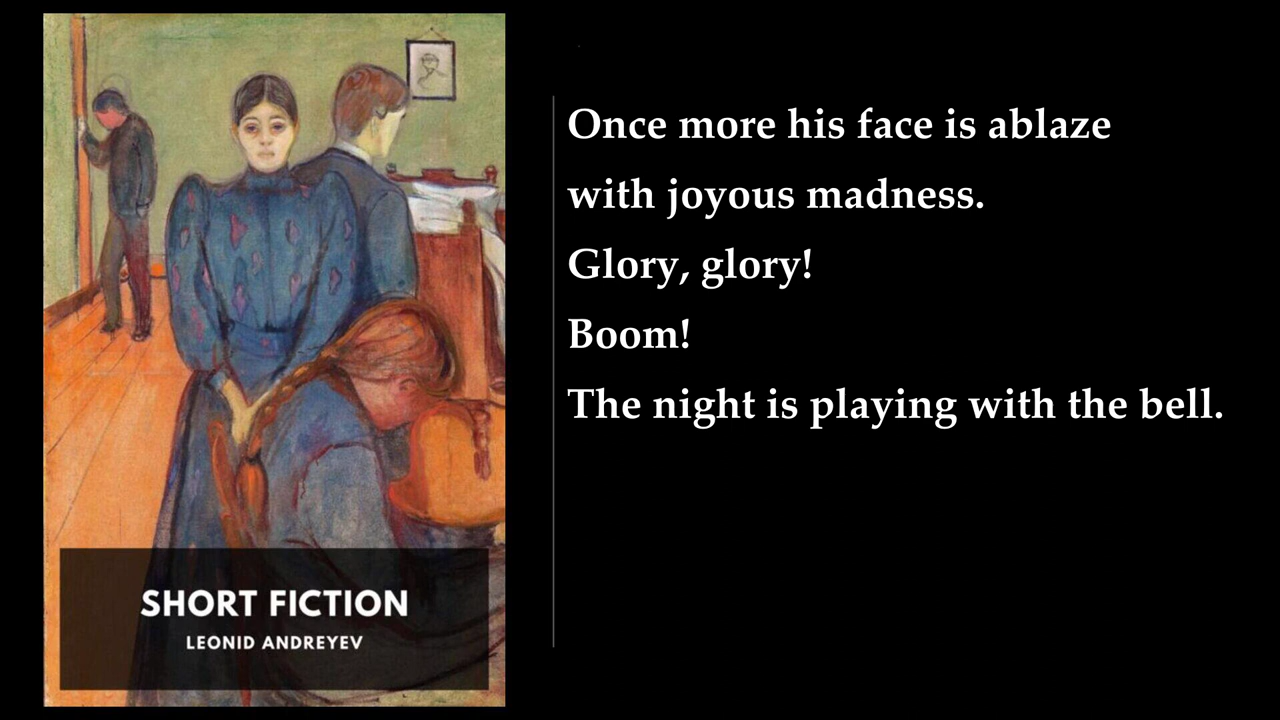 SHORT FICTION
LEONID ANDREYEV
Once more his face is ablaze
with joyous madness.
Glory, glory!
Boom!
The night is playing with the bell.